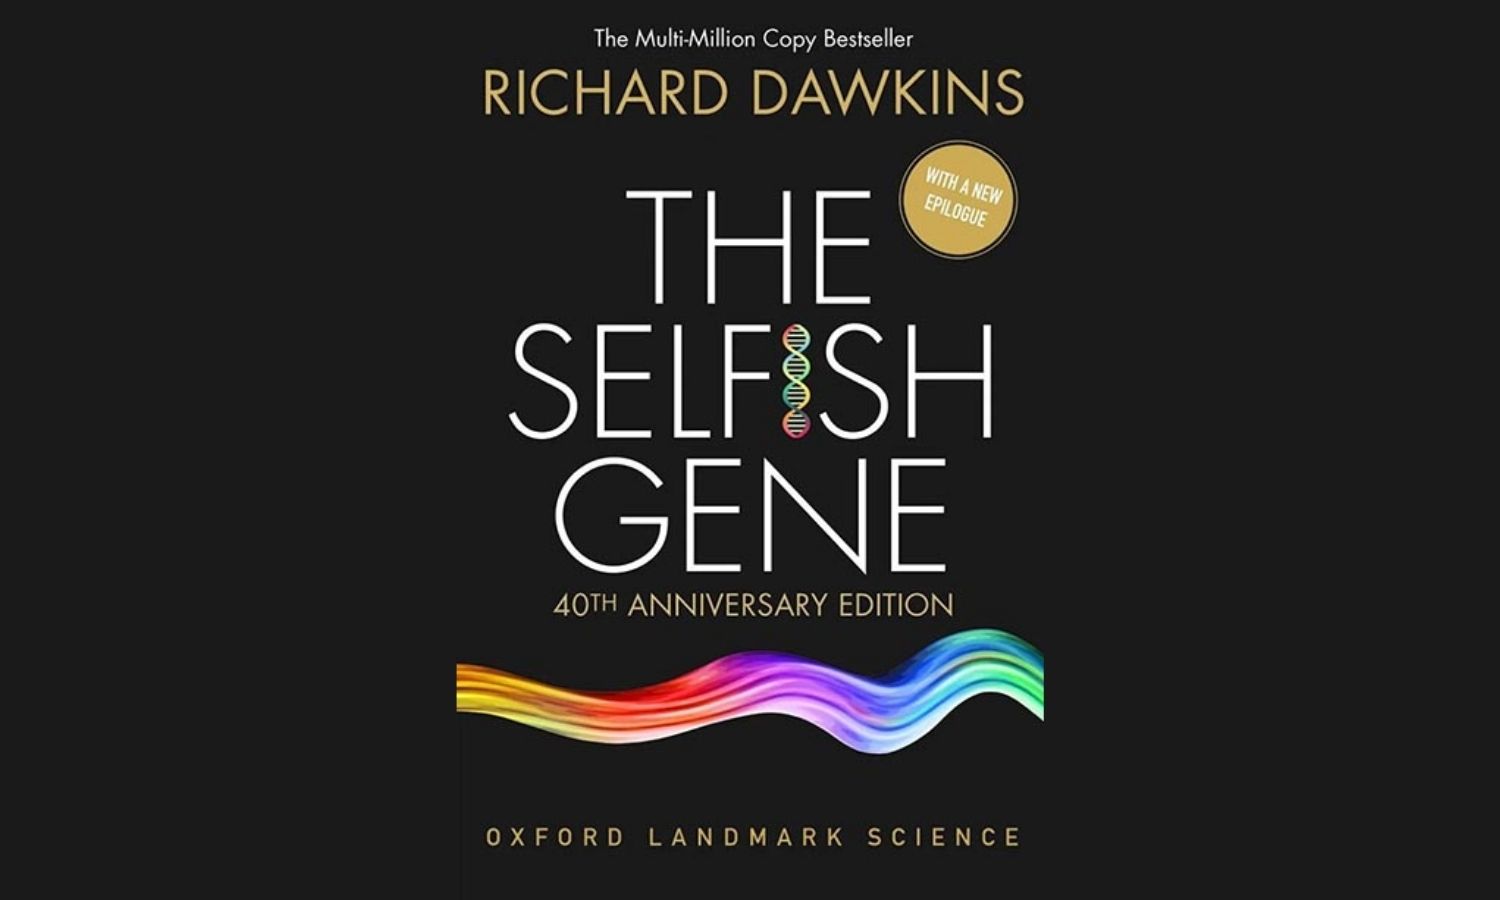 The Multi-Million Copy Bestseller
RICHARD DAWKINS
WITH A NEW
EPILOGUE
THE
SELFISH
GENE
40TH ANNIVERSARY EDITION
OXFORD LANDMARK SCIENCE